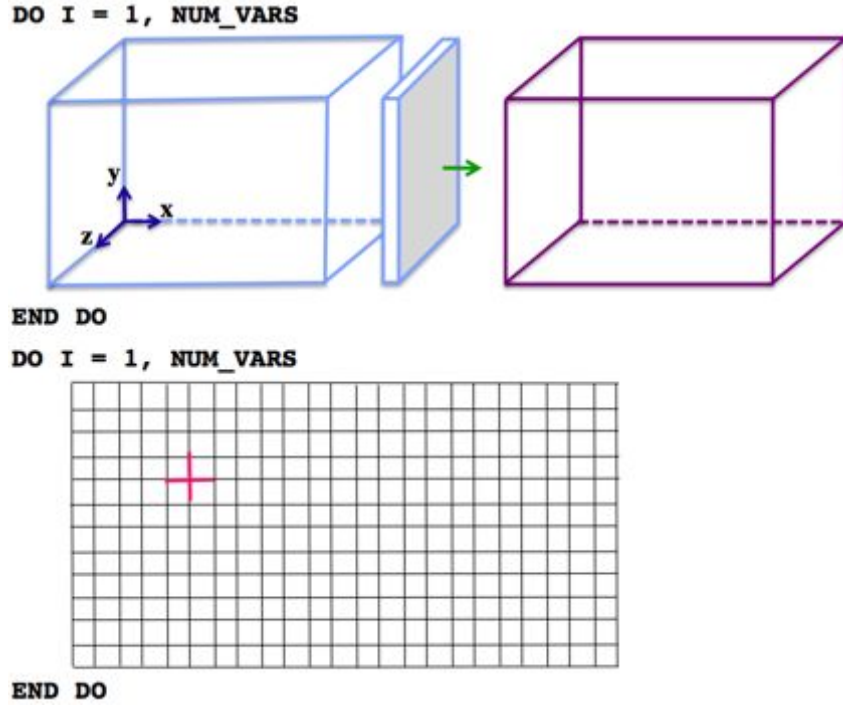 DO I = 1, NUM_VARS
y
x
z
END DO
DO I = 1, NUM_VARS
END DO